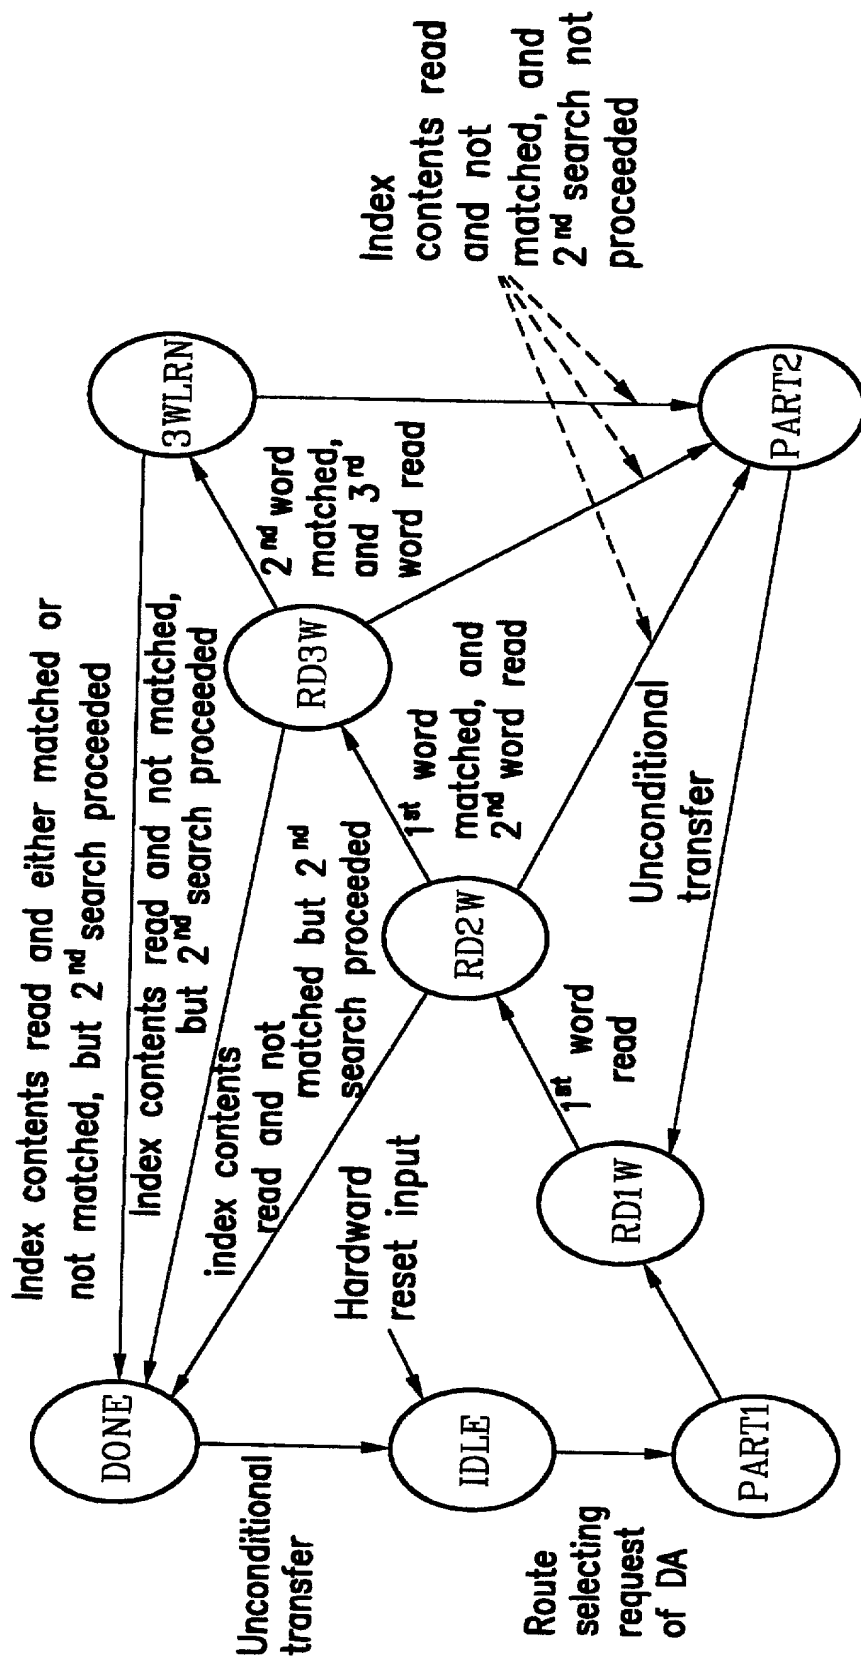 Index contents read and either matched or
not matched, but 2nd search proceeded
Index contents read and not matched,
but 2nd search proceeded
index contents
read and not
matched but 2nd
search proceeded
DONE
Unconditional
transfer
Hardward
reset input
IDLE
Route
selecting
request
of DA
PART1
RD1W
1st word
read
RD2W
1st word
matched, and
2nd word read
RD3W
2nd word
matched,
and 3rd
word read
3WLRN
Index
contents read
and not
matched, and
2nd search not
proceeded
Unconditional
transfer
PART2